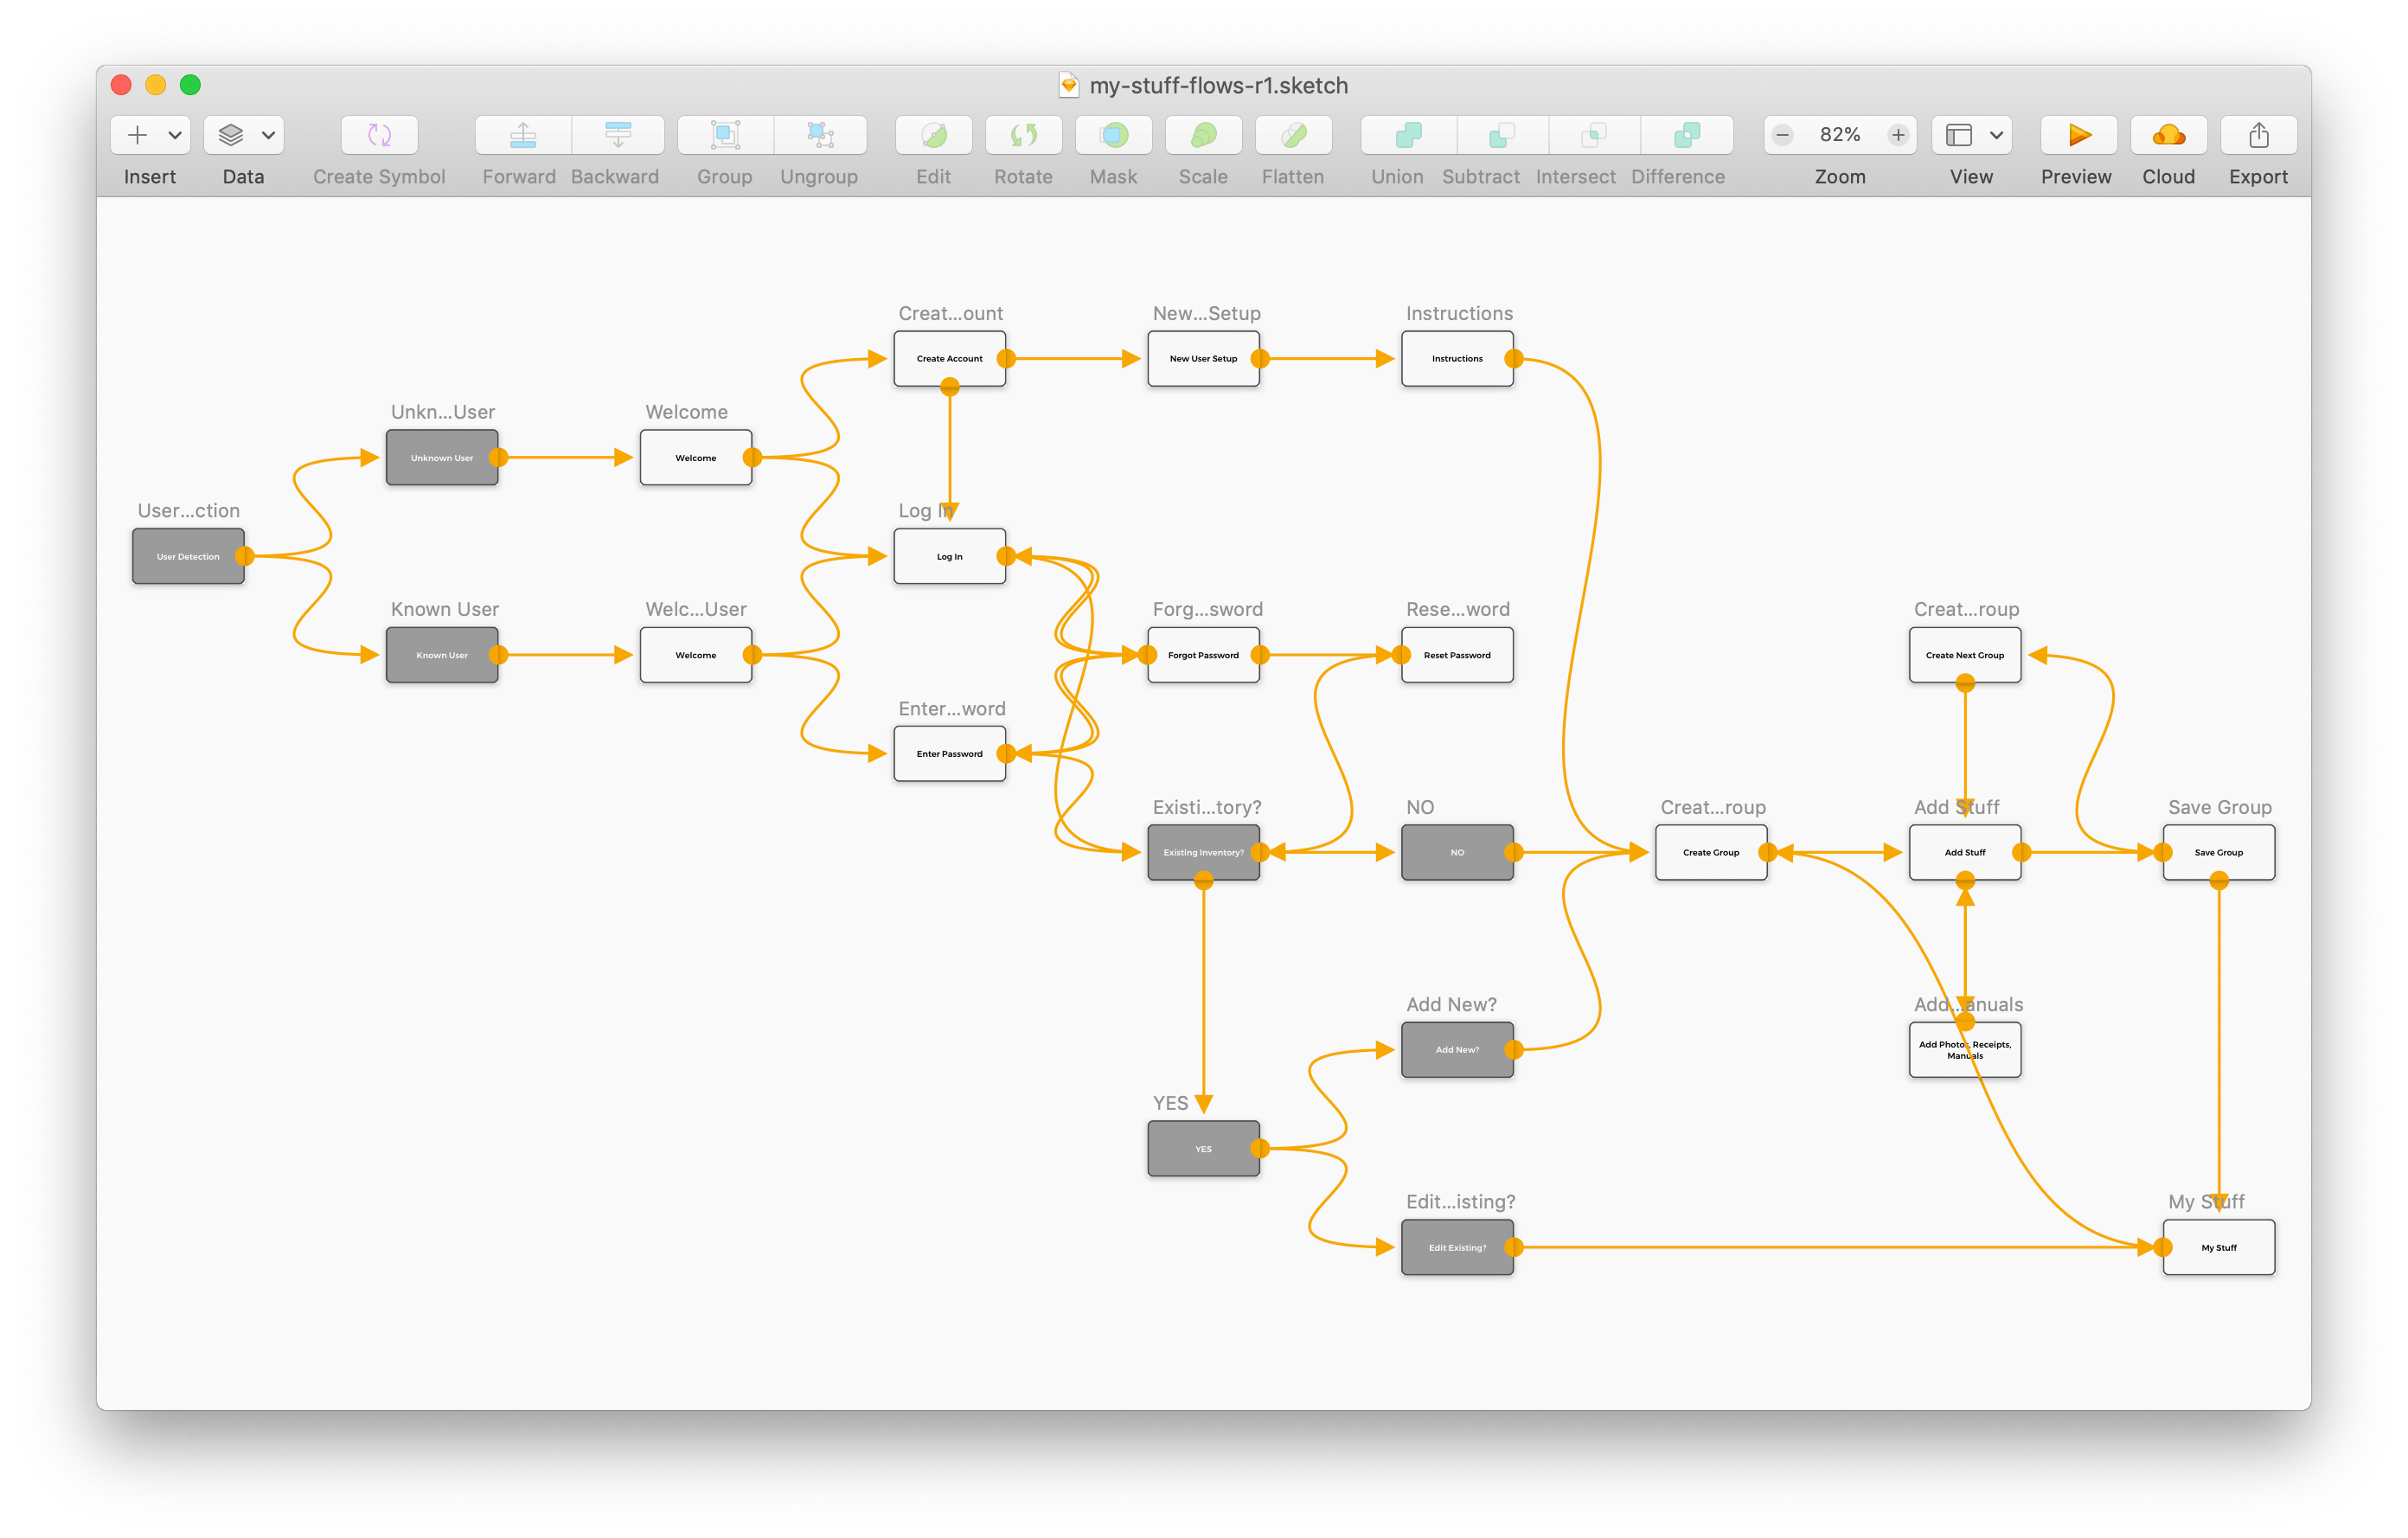 my-stuff-flows-r1.sketch
82%
Insert
Data
Create Symbol
Forward
Backward
Group
Ungroup
Edit
Rotate
Mask
Scale
Flatten
Union
Subtract
Intersect
Difference
Zoom
View
Preview
Cloud
Export
Creat...ount
Create Account
New...Setup
New User Setup
Instructions
Instructions
Unkn...User
Unknown User
Welcome
Welcome
User...ction
User Detection
Log In
Log In
Known User
Known User
Welc...User
Welcome
Forg...sword
Forgot Password
Rese...word
Reset Password
Creat...roup
Create Next Group
Enter...word
Enter Password
Existi...tory?
Existing Inventory?
NO
NO
Creat...roup
Create Group
Add Stuff
Add Stuff
Save Group
Save Group
Add New?
Add New?
Add...anuals
Add Photos, Receipts,
Manuals
YES
YES
Edit...isting?
Edit Existing?
My Stuff
My Stuff